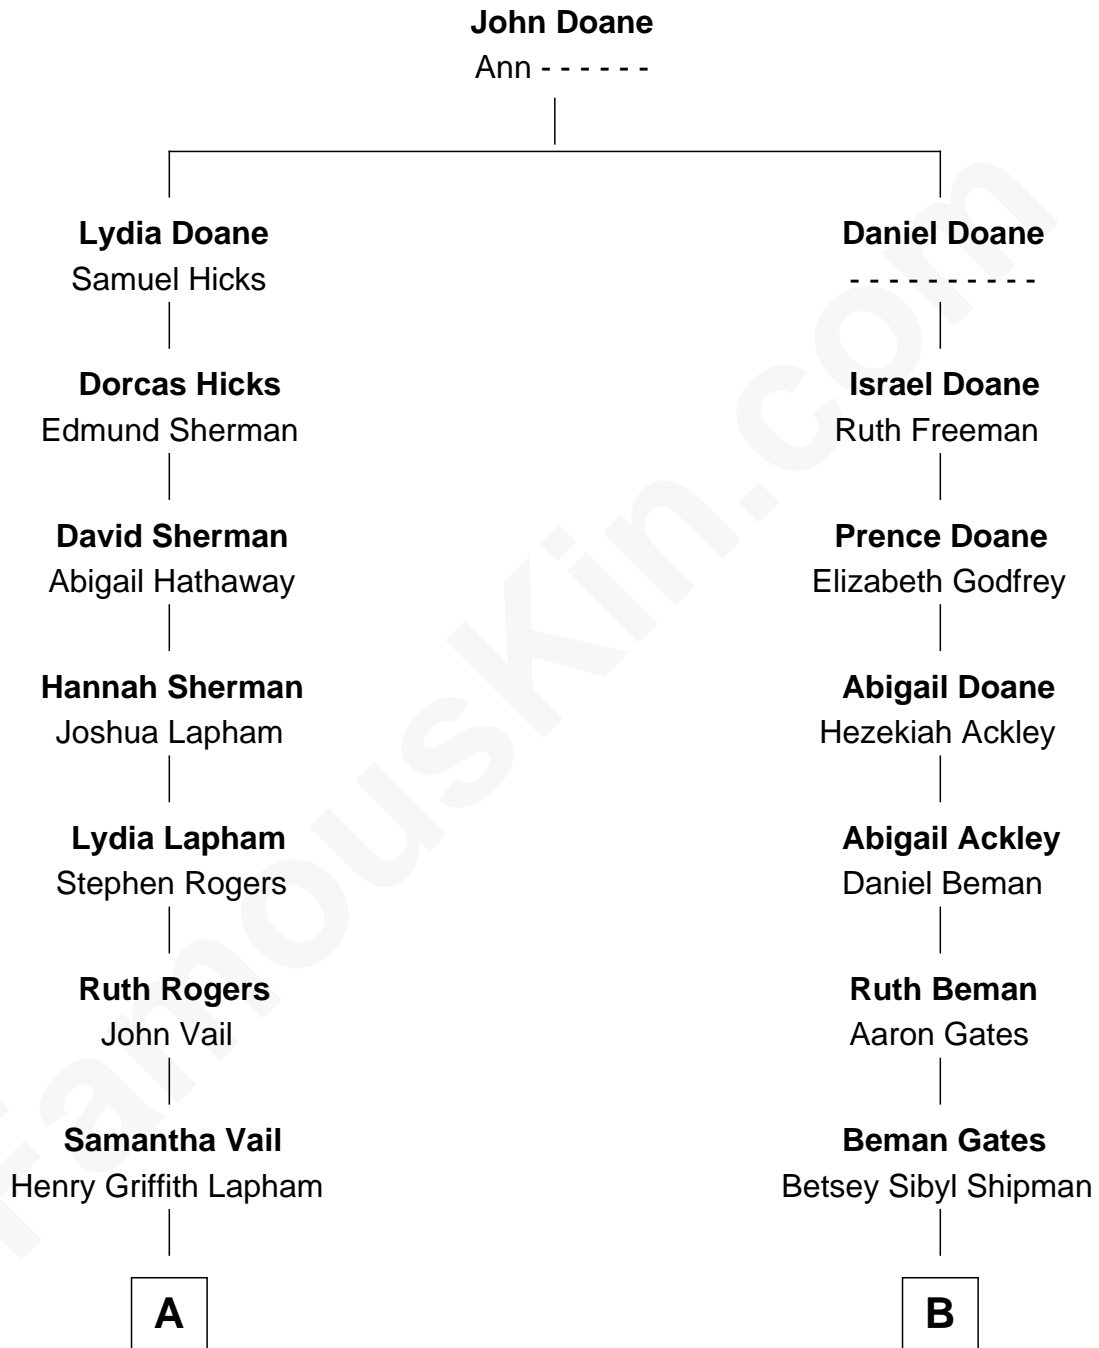 John Doane
Ann - - - - - -
Lydia Doane
Samuel Hicks
Daniel Doane
- - - - - - - - - -
Dorcas Hicks
Edmund Sherman
Israel Doane
Ruth Freeman
David Sherman
Abigail Hathaway
Prence Doane
Elizabeth Godfrey
Hannah Sherman
Joshua Lapham
Abigail Doane
Hezekiah Ackley
Lydia Lapham
Stephen Rogers
Abigail Ackley
Daniel Beman
Ruth Rogers
John Vail
Ruth Beman
Aaron Gates
Samantha Vail
Henry Griffith Lapham
Beman Gates
Betsey Sibyl Shipman
A
B
FamousKin.com